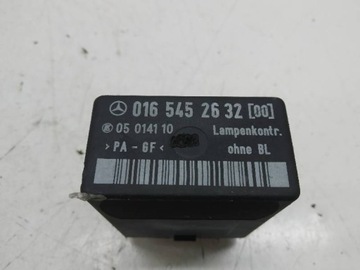 016 545 26 32 [00]
05 0141 10 Lampenkontr.
>PA-6F< ohne BL